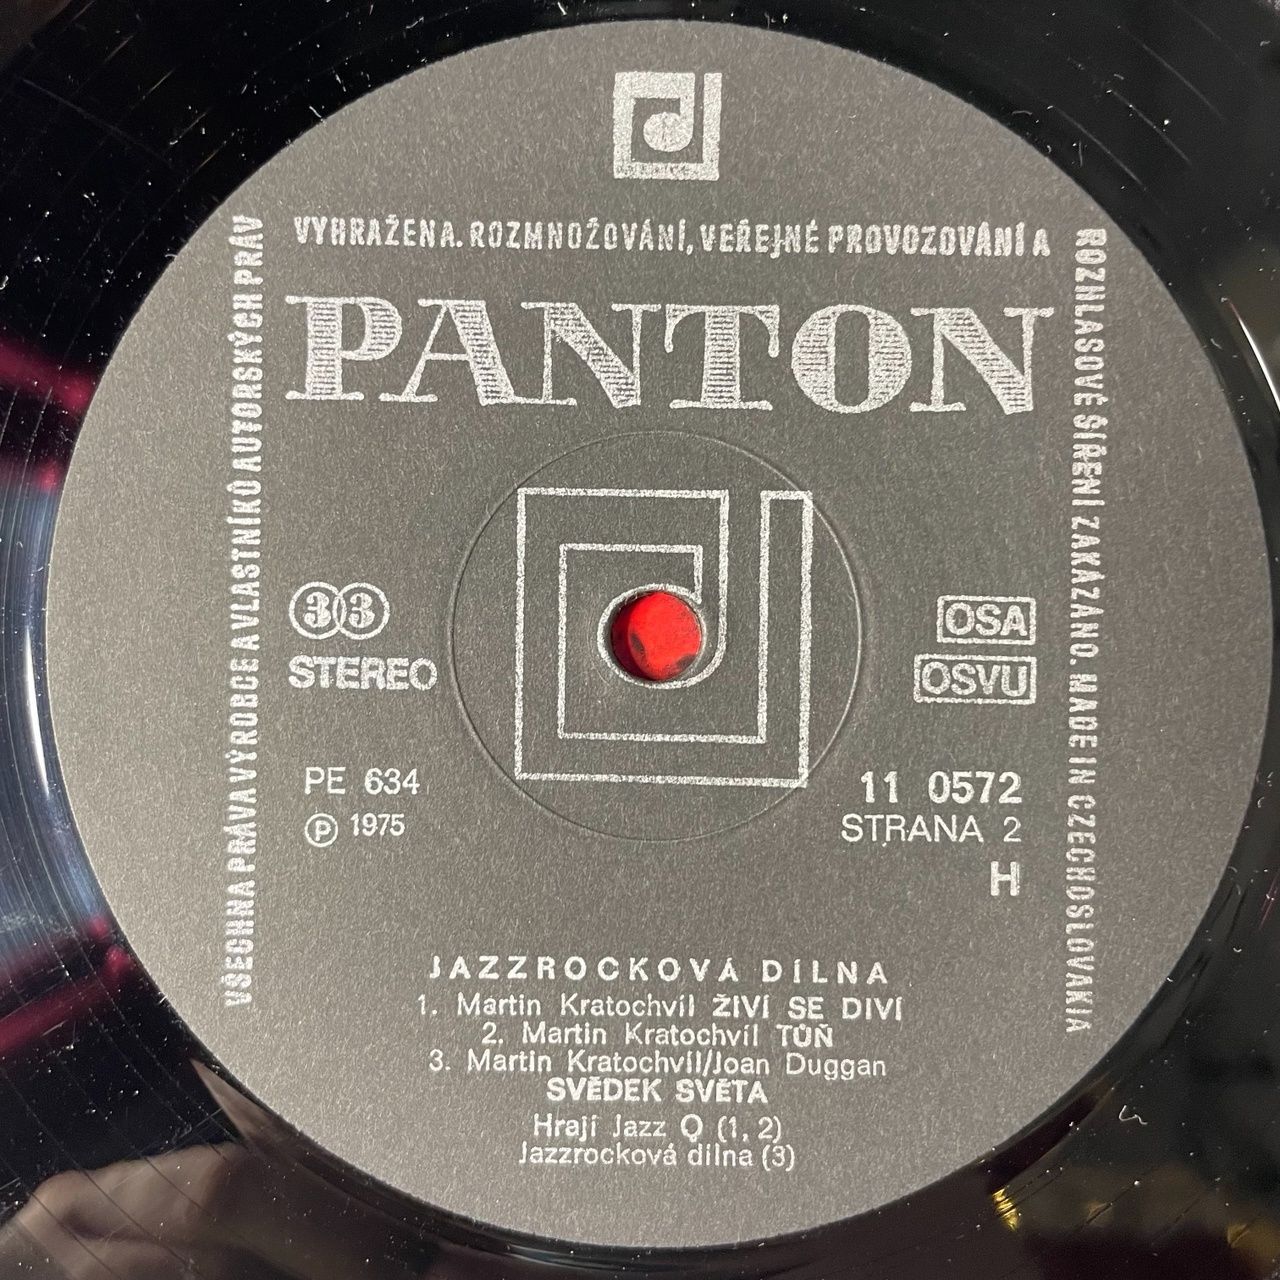 VŠECHNA PRÁVA VÝROBCE A VLASTNÍKŮ AUTORSKÝCH PRÁV
VYHRAŽENA. ROZMNOŽOVÁNÍ, VEŘEJNÉ PROVOZOVÁNÍ A
ROZHLASOVÉ ŠÍŘENÍ ZAKÁZÁNO. MADE IN CZECHOSLOVAKIA
PANTON
33
STEREO
OSA
OSVU
PE 634
Ⓟ 1975
11 0572
STRANA 2
H
JAZZROCKOVÁ DÍLNA
1. Martin Kratochvíl ŽIVÍ SE DIVÍ
2. Martin Kratochvíl TŮŇ
3. Martin Kratochvíl/Joan Duggan
SVĚDEK SVĚTA
Hrají Jazz Q (1, 2)
Jazzrocková dílna (3)